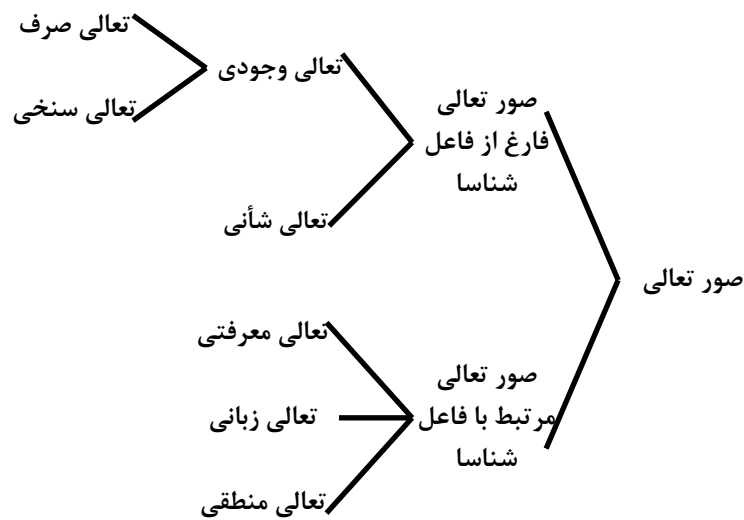 صور تعالی
صور تعالی
فارغ از فاعل
شناسا
تعالی وجودی
تعالی صرف
تعالی سنخی
تعالی شأنی
صور تعالی
مرتبط با فاعل
شناسا
تعالی معرفتی
تعالی زبانی
تعالی منطقی